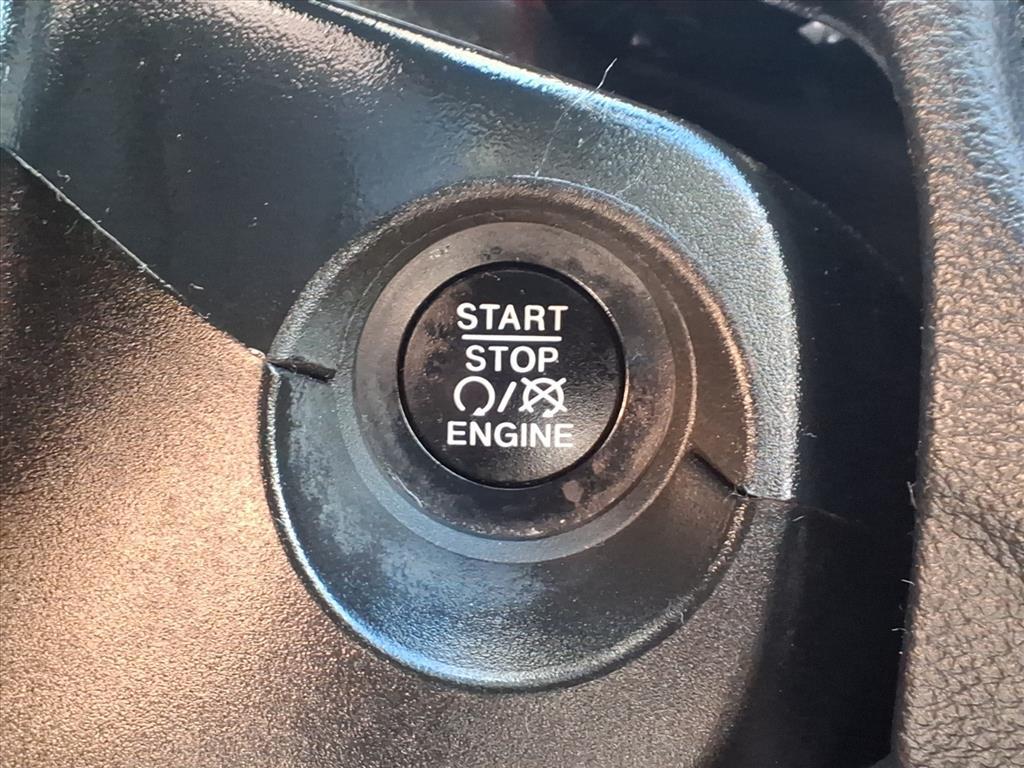 START
STOP
/
ENGINE